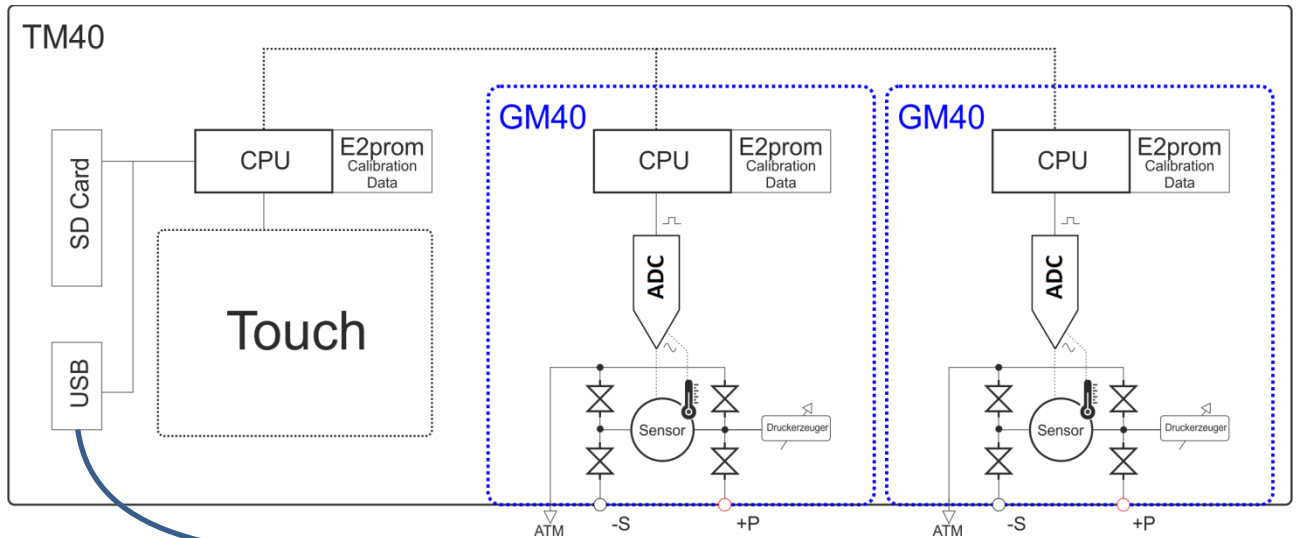 TM40
SD Card
USB
CPU
E2prom
Calibration
Data
Touch
GM40
CPU
E2prom
Calibration
Data
ADC
Sensor
Druckerzeuger
ATM
-S
+P
GM40
CPU
E2prom
Calibration
Data
ADC
Sensor
Druckerzeuger
ATM
-S
+P